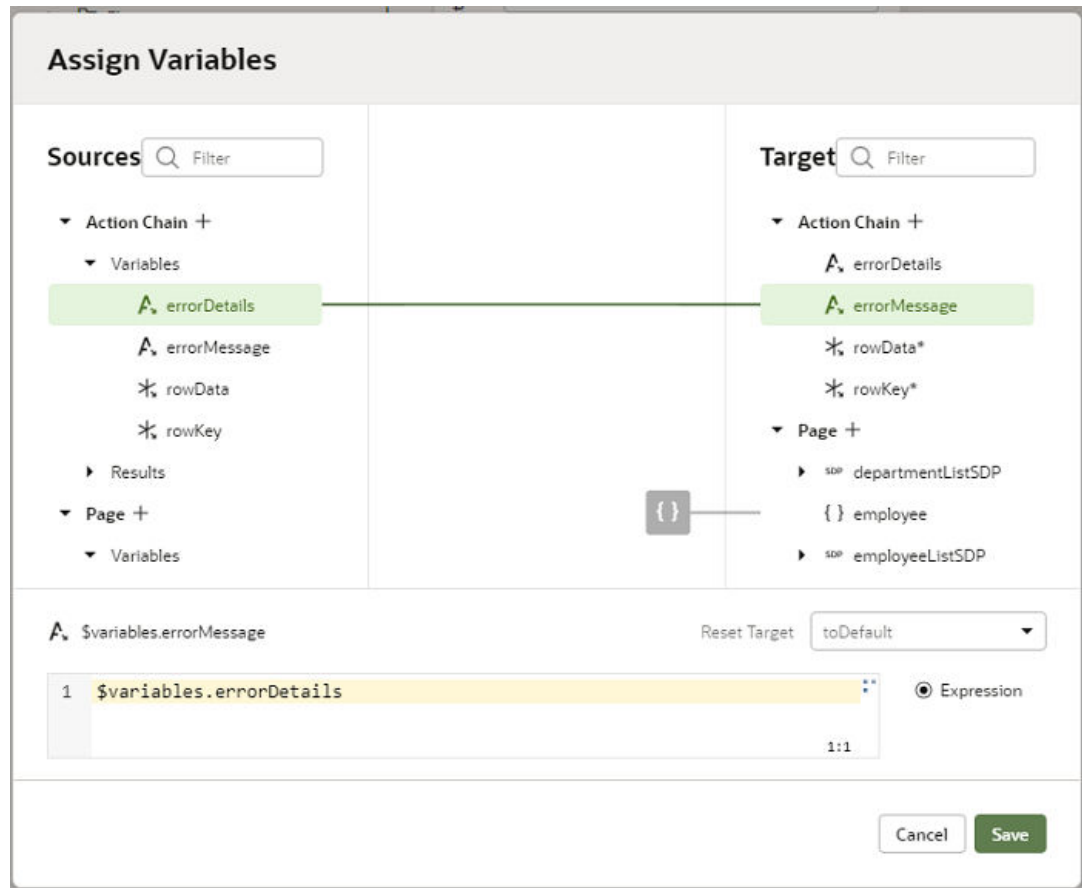 Assign Variables
Sources
Filter
Target
Filter
Action Chain +
Variables
errorDetails
errorMessage
rowData
rowKey
Results
Page +
Variables
Action Chain +
errorDetails
errorMessage
rowData*
rowKey*
Page +
SDP departmentListSDP
{ } employee
SDP employeeListSDP
{ }
$variables.errorMessage
Reset Target
toDefault
1 $variables.errorDetails
Expression
1:1
Cancel
Save